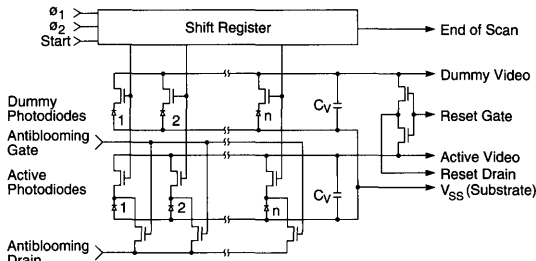 ø1
ø2
Start
Shift Register
End of Scan
Dummy Video
Dummy
Photodiodes
1
2
n
CV
Reset Gate
Antiblooming
Gate
Active Video
Reset Drain
Active
Photodiodes
1
2
n
CV
VSS (Substrate)
Antiblooming
Drain